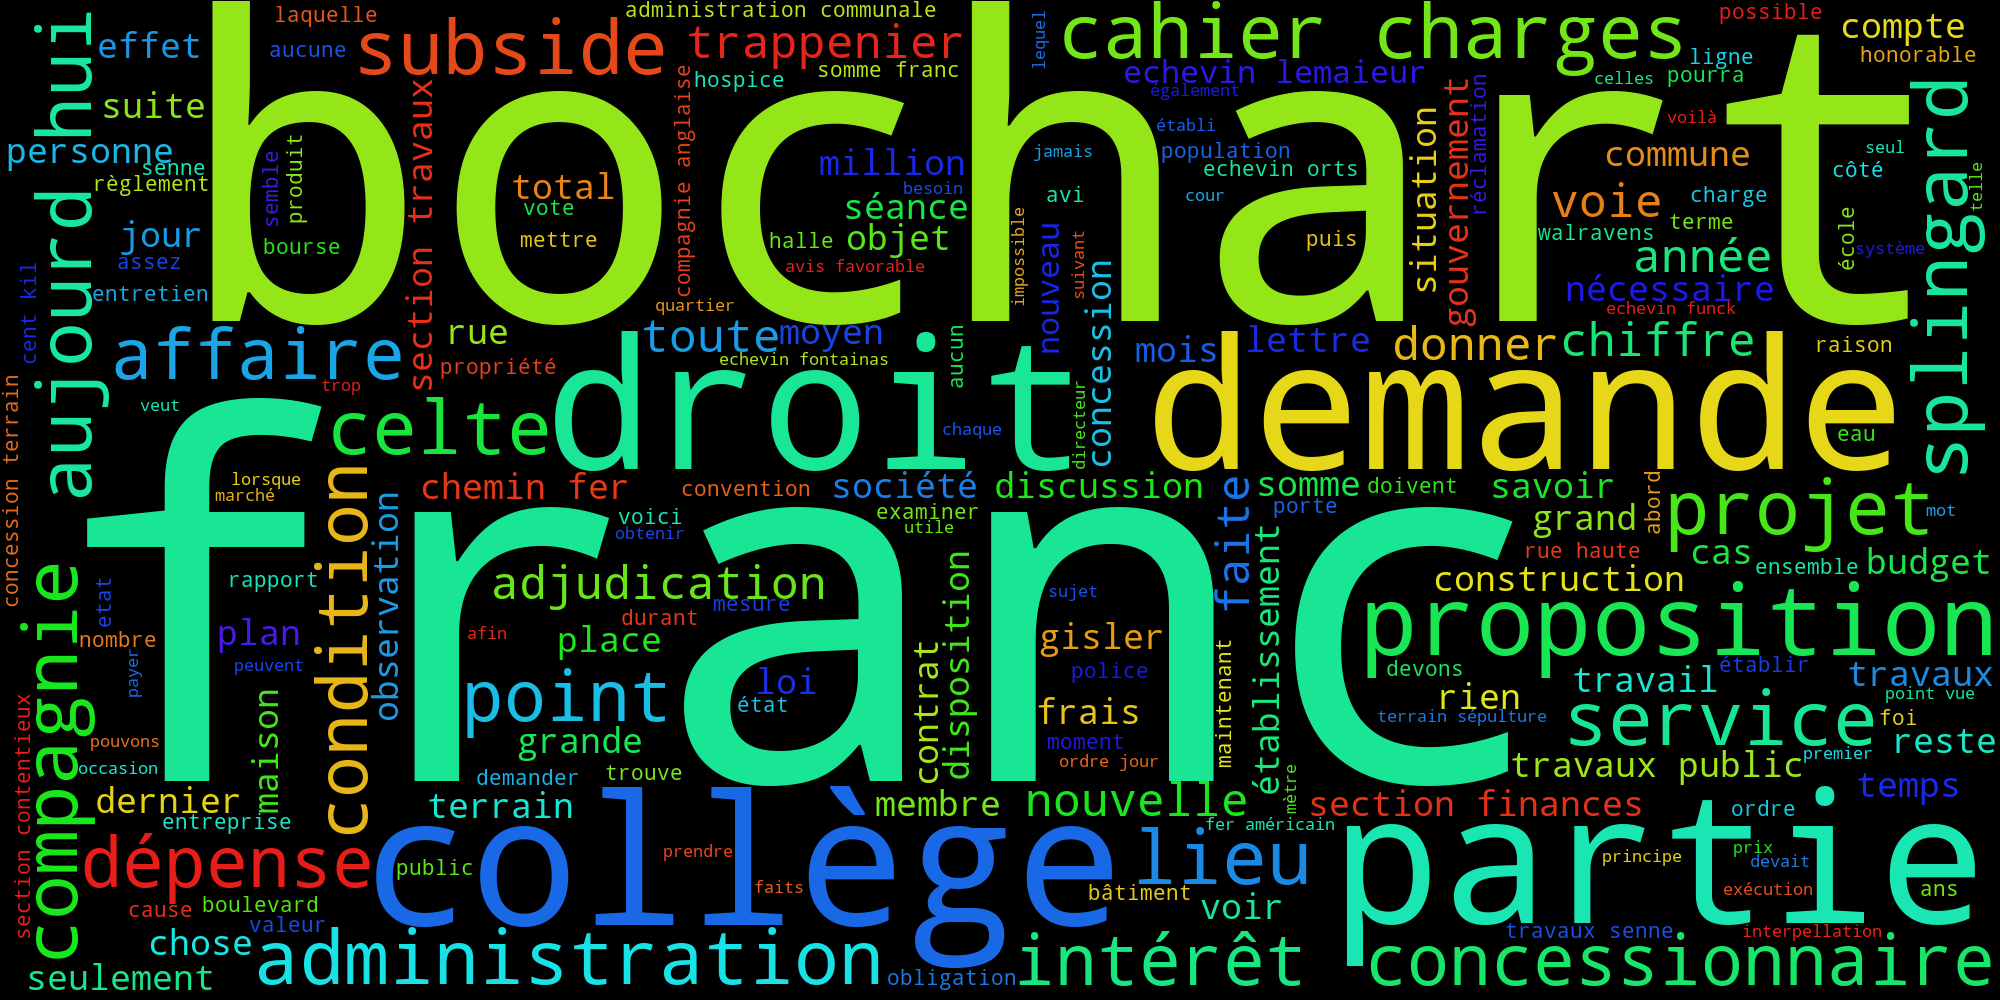 bochart
franc
droit
demande
collège
partie
proposition
subside
trappenier
cahier charges
aujourd hui
splingard
affaire
celte
condition
compagnie
projet
service
point
dépense
administration
intérêt
concessionnaire
lieu
nouvelle
adjudication
voie
année
donner
toute
faite
laquelle
administration communale
lequel
possible
compte
honorable
effet
aucune
hospice
somme franc
echevin lemaieur
également
celles
pourra
ligne
suite
section travaux
compagnie anglaise
gouvernement
réclamation
situation
voilà
établi
population
jamais
echevin orts
commune
seul
côté
telle
personne
senne
règlement
semble
produit
total
vote
mettre
million
besoin
séance
avi
cour
charge
terme
walravens
école
système
jour
assez
bourse
halle
objet
avis favorable
impossible
nouveau
suivant
puis
cent kil
entretien
quartier
concession
nécessaire
echevin funck
rue
propriété
moyen
echevin fontainas
aucun
mois
lettre
chiffre
raison
concession terrain
trop
veut
chaque
directeur
eau
lorsque
marché
chemin fer
convention
société
discussion
somme
doivent
savoir
abord
mot
observation
voici
obtenir
examiner
utile
porte
grand
rue haute
cas
ensemble
budget
rapport
construction
etat
nombre
plan
payer
peuvent
afin
durant
mesure
place
disposition
sujet
gisler
police
établissement
devons
établir
travaux
loi
état
contrat
frais
moment
ordre jour
maintenant
rien
travail
point vue
terrain sépulture
foi
reste
section contentieux
pouvons
occasion
maison
grande
demander
trouve
travaux public
premier
temps
dernier
entreprise
terrain
membre
mètre
fer américain
section finances
ordre
public
prendre
faits
bâtiment
voir
principe
prix
devait
exécution
ans
cause
boulevard
valeur
chose
seulement
obligation
travaux senne
interpellation